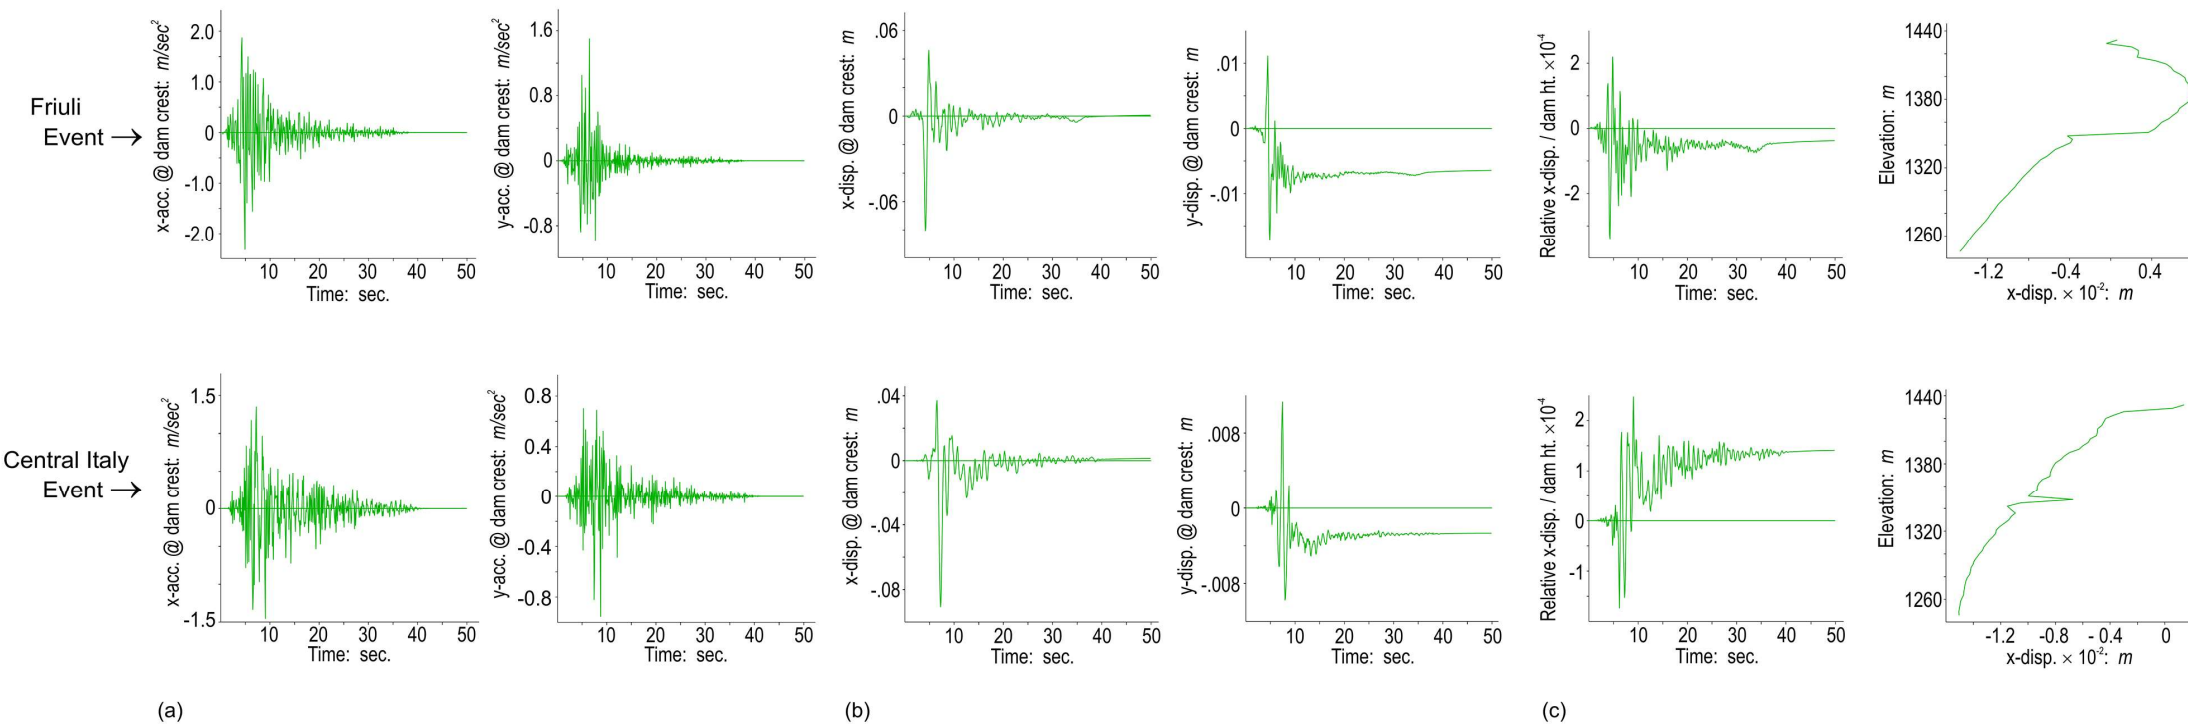 Friuli
Event →
x-acc. @ dam crest: m/sec²
2.0
1.0
0
-1.0
-2.0
10 20 30 40 50
Time: sec.
y-acc. @ dam crest: m/sec²
1.6
0.8
0
-0.8
10 20 30 40 50
Time: sec.
x-disp. @ dam crest: m
.06
0
-.06
10 20 30 40 50
Time: sec.
y-disp. @ dam crest: m
.01
0
-.01
10 20 30 40 50
Time: sec.
Relative x-disp. / dam ht. ×10⁻⁴
2
0
-2
10 20 30 40 50
Time: sec.
Elevation: m
1440
1380
1320
1260
-1.2 -0.4 0.4
x-disp. × 10⁻²: m
Central Italy
Event →
x-acc. @ dam crest: m/sec²
1.5
0
-1.5
10 20 30 40 50
Time: sec.
y-acc. @ dam crest: m/sec²
0.8
0.4
0
-0.4
-0.8
10 20 30 40 50
Time: sec.
x-disp. @ dam crest: m
.04
0
-.04
-.08
10 20 30 40 50
Time: sec.
y-disp. @ dam crest: m
.008
0
-.008
10 20 30 40 50
Time: sec.
Relative x-disp. / dam ht. ×10⁻⁴
2
1
0
-1
10 20 30 40 50
Time: sec.
Elevation: m
1440
1380
1320
1260
-1.2 -0.8 - 0.4 0
x-disp. × 10⁻²: m
(a) (b) (c)